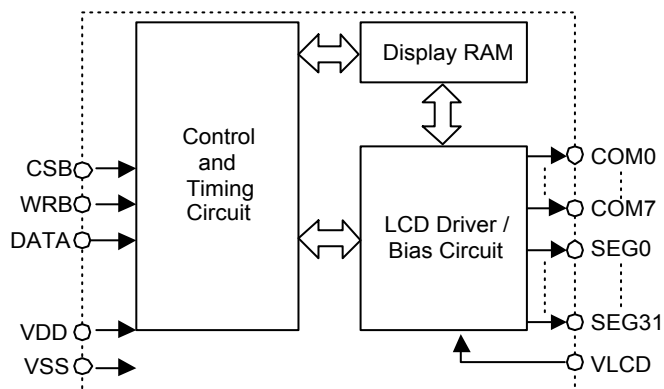 Display RAM
Control
and
Timing
Circuit
CSB
WRB
DATA
VDD
VSS
LCD Driver /
Bias Circuit
COM0
COM7
SEG0
SEG31
VLCD